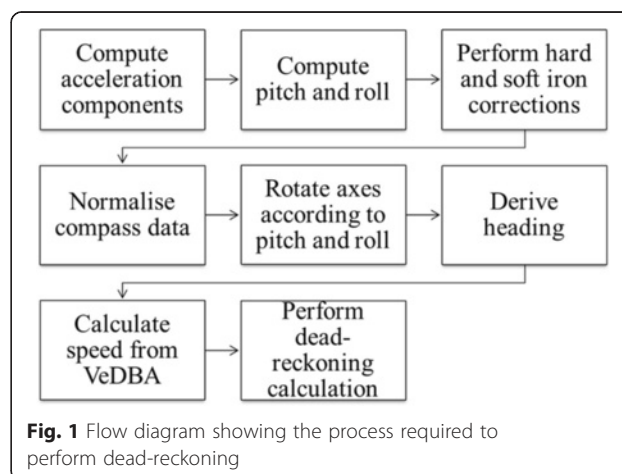 Compute
acceleration
components
Compute
pitch and roll
Perform hard
and soft iron
corrections
Normalise
compass data
Rotate axes
according to
pitch and roll
Derive
heading
Calculate
speed from
VeDBA
Perform
dead-
reckoning
calculation
Fig. 1 Flow diagram showing the process required to
perform dead-reckoning